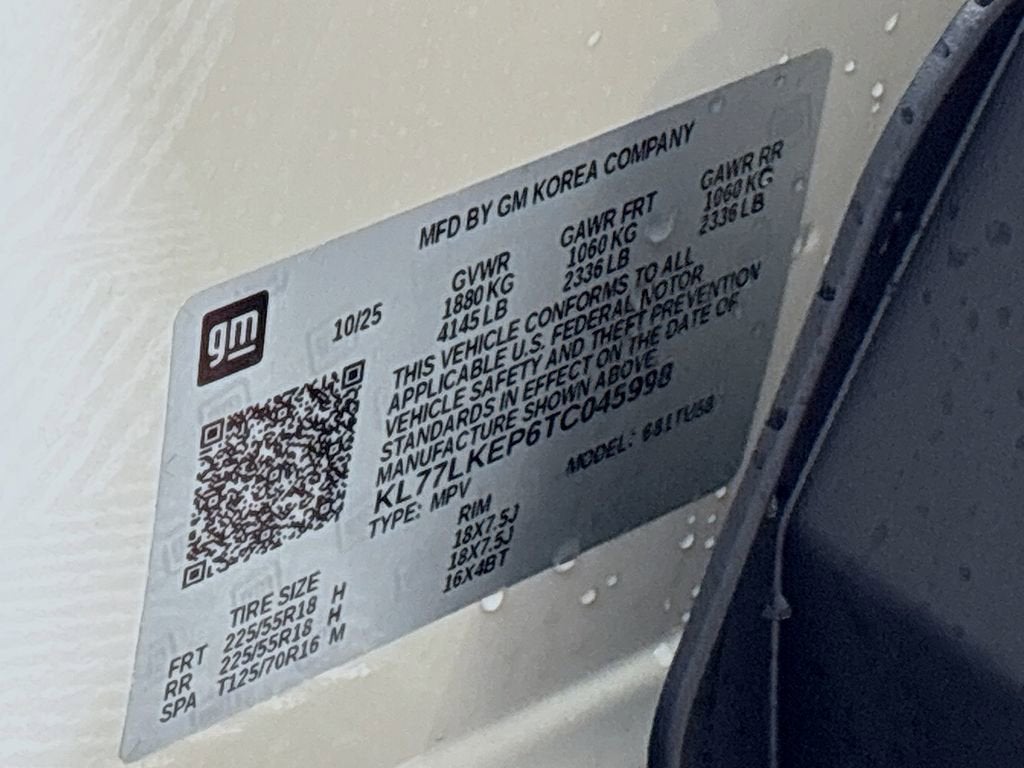 MFD BY GM KOREA COMPANY
gm
10/25
GVWR GAWR FRT GAWR RR
1880 KG 1060 KG 1060 KG
4145 LB 2336 LB 2336 LB
THIS VEHICLE CONFORMS TO ALL
APPLICABLE U.S. FEDERAL MOTOR
VEHICLE SAFETY AND THEFT PREVENTION
STANDARDS IN EFFECT ON THE DATE OF
MANUFACTURE SHOWN ABOVE.
KL77LKEP6TC045998
TYPE: MPV MODEL:
TIRE SIZE RIM
FRT 225/55R18 H 18X7.5J
RR 225/55R18 H 18X7.5J
SPA T125/70R16 M 16X4BT